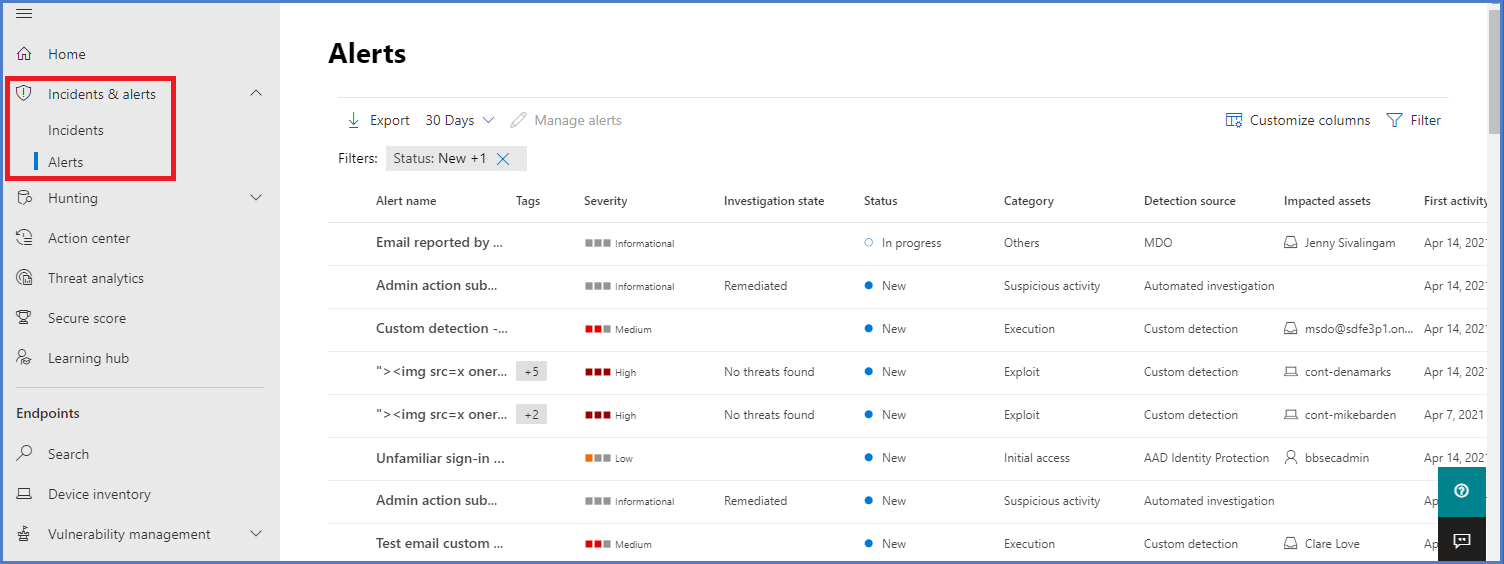 Home
Incidents & alerts
Incidents
Alerts
Hunting
Action center
Threat analytics
Secure score
Learning hub
Endpoints
Search
Device inventory
Vulnerability management
Alerts
Export 30 Days Manage alerts Customize columns Filter
Filters: Status: New +1
Alert name Tags Severity Investigation state Status Category Detection source Impacted assets First activity
Email reported by ... Informational In progress Others MDO Jenny Sivalingam Apr 14, 2021
Admin action sub... Informational Remediated New Suspicious activity Automated investigation Apr 14, 2021
Custom detection -... Medium New Execution Custom detection msdo@sdfe3p1.on... Apr 14, 2021
"><img src=x oner... +5 High No threats found New Exploit Custom detection cont-denamarks Apr 14, 2021
"><img src=x oner... +2 High No threats found New Exploit Custom detection cont-mikebarden Apr 7, 2021
Unfamiliar sign-in ... Low New Initial access AAD Identity Protection bbsecadmin Apr 14, 2021
Admin action sub... Informational Remediated New Suspicious activity Automated investigation
Test email custom ... Medium New Execution Custom detection Clare Love